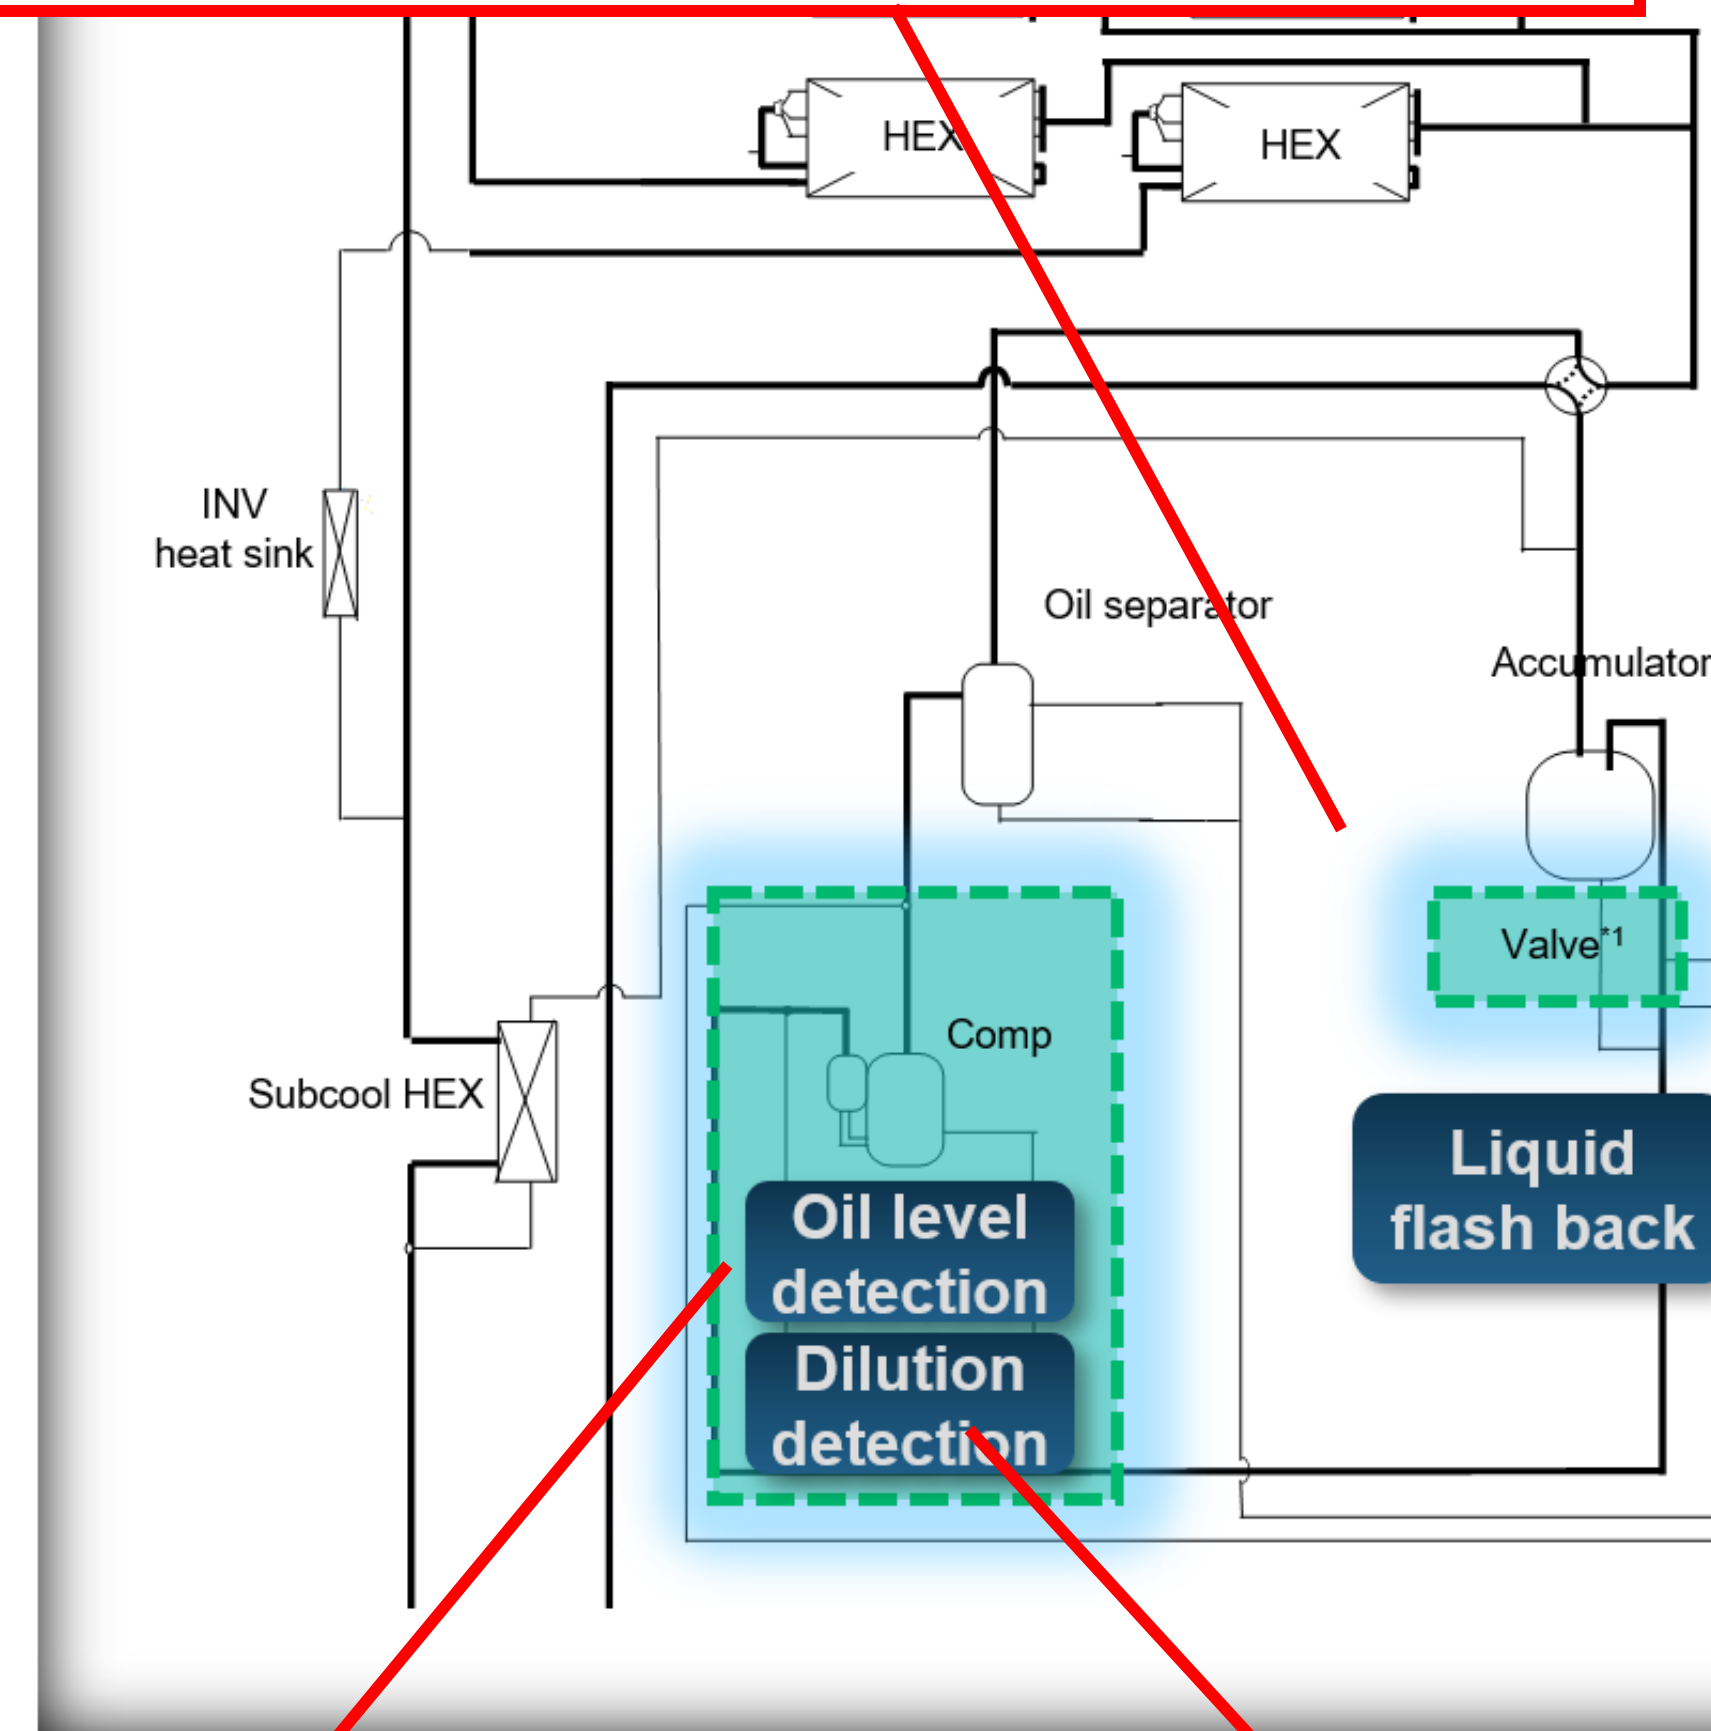 HEX
HEX
INV
heat sink
Oil separator
Accumulator
Valve*1
Comp
Subcool HEX
Liquid
flash back
Oil level
detection
Dilution
detection